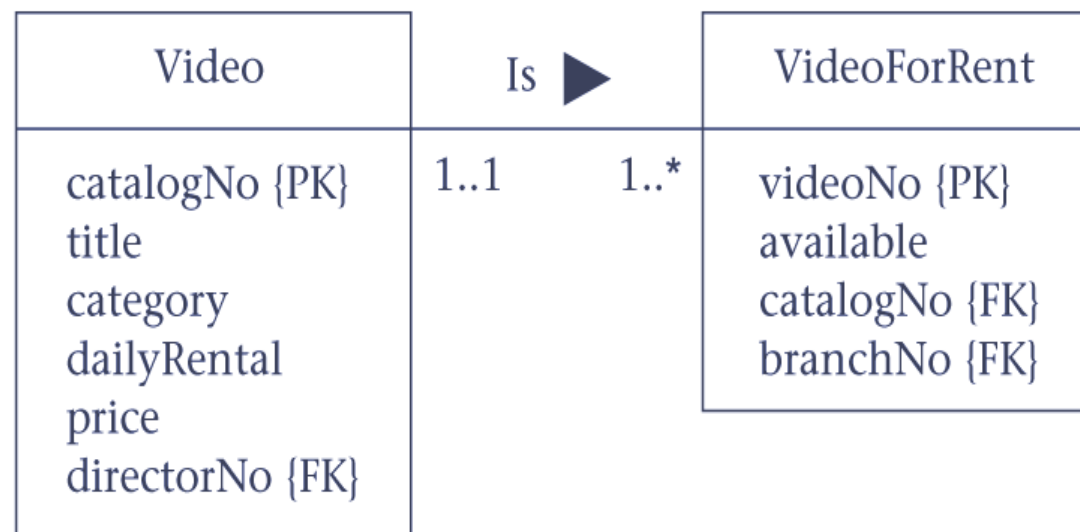 Video
catalogNo {PK}
title
category
dailyRental
price
directorNo {FK}
Is
1..1
1..*
VideoForRent
videoNo {PK}
available
catalogNo {FK}
branchNo {FK}